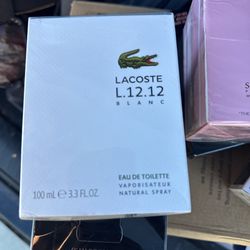 LACOSTE
L.12.12
BLANC
EAU DE TOILETTE
VAPORISATEUR
NATURAL SPRAY
100 mL ℮ 3.3 FL.OZ